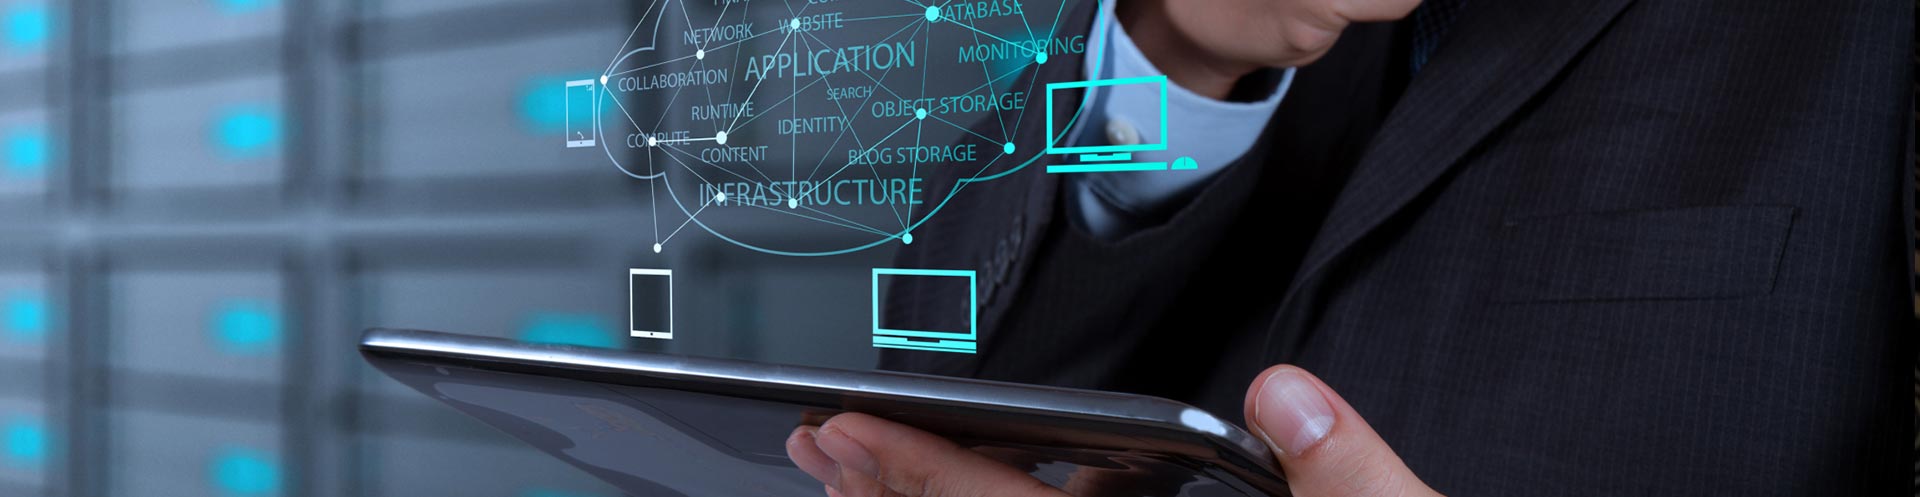 DATABASE
NETWORK
WEBSITE
APPLICATION
MONITORING
COLLABORATION
SEARCH
RUNTIME
OBJECT STORAGE
IDENTITY
COMPUTE
CONTENT
BLOG STORAGE
INFRASTRUCTURE